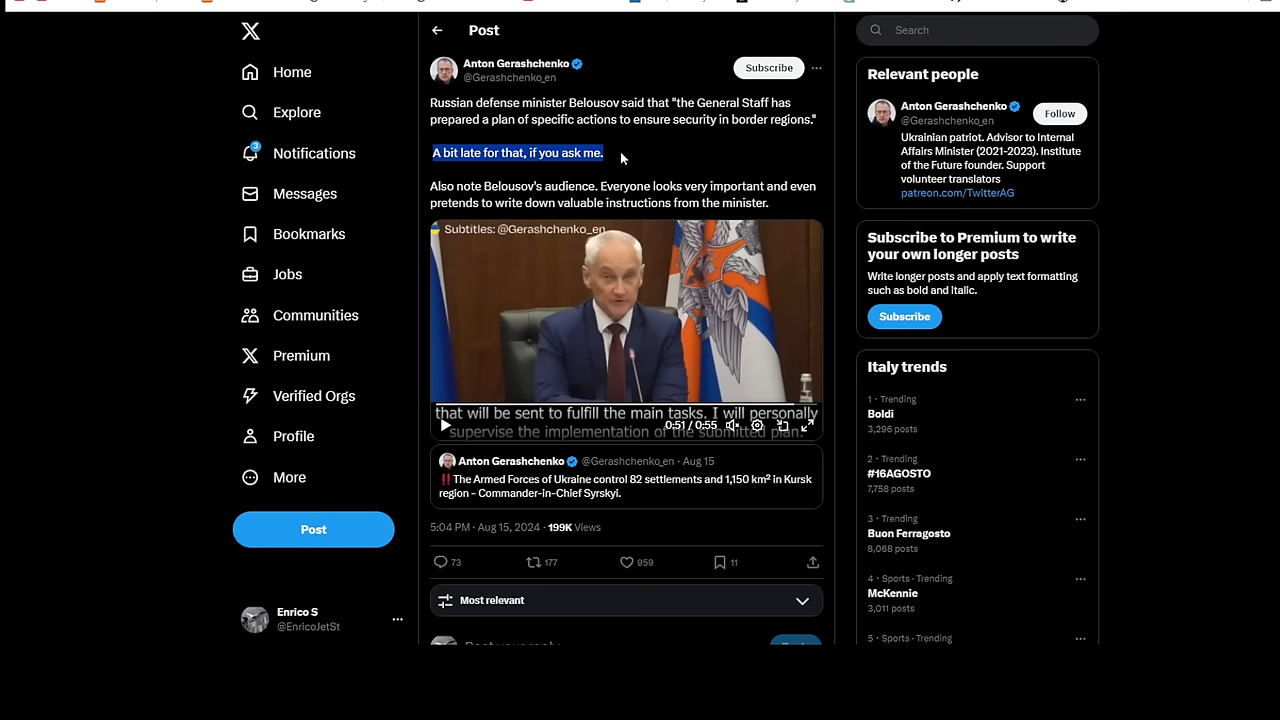 Post
Home
Explore
3
Notifications
Messages
Bookmarks
Jobs
Communities
Premium
Verified Orgs
Profile
More
Post
Enrico S
@EnricoJetSt
Anton Gerashchenko
@Gerashchenko_en
Subscribe
Russian defense minister Belousov said that "the General Staff has
prepared a plan of specific actions to ensure security in border regions."
A bit late for that, if you ask me.
Also note Belousov's audience. Everyone looks very important and even
pretends to write down valuable instructions from the minister.
Subtitles: @Gerashchenko_en
that will be sent to fulfill the main tasks. I will personally
supervise the implementation of the submitted plan.
0:51 / 0:55
Anton Gerashchenko @Gerashchenko_en · Aug 15
‼️The Armed Forces of Ukraine control 82 settlements and 1,150 km² in Kursk
region - Commander-in-Chief Syrskyi.
5:04 PM · Aug 15, 2024 · 199K Views
73
177
959
11
Most relevant
Search
Relevant people
Anton Gerashchenko
@Gerashchenko_en
Follow
Ukrainian patriot. Advisor to Internal
Affairs Minister (2021-2023). Institute
of the Future founder. Support
volunteer translators
patreon.com/TwitterAG
Subscribe to Premium to write
your own longer posts
Write longer posts and apply text formatting
such as bold and italic.
Subscribe
Italy trends
1 · Trending
Boldi
3,296 posts
2 · Trending
#16AGOSTO
7,758 posts
3 · Trending
Buon Ferragosto
8,068 posts
4 · Sports · Trending
McKennie
3,011 posts
5 · Sports · Trending